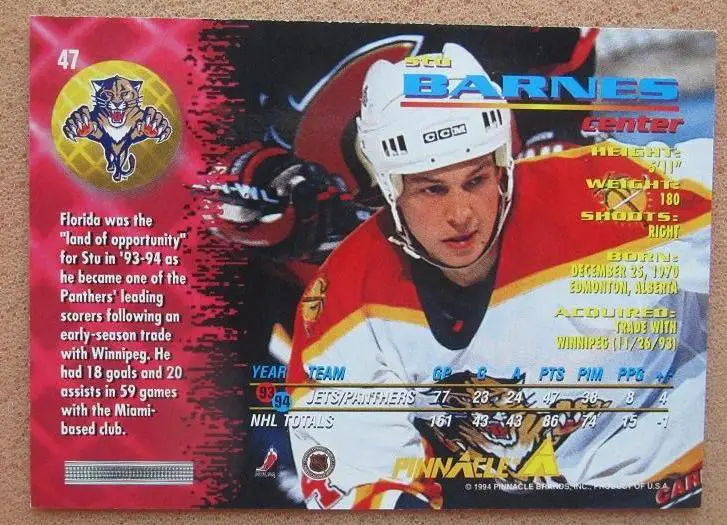 47
Florida was the
"land of opportunity"
for Stu in '93-94 as
he became one of the
Panthers' leading
scorers following an
early-season trade
with Winnipeg. He
had 18 goals and 20
assists in 59 games
with the Miami-
based club.
CCM
STU
BARNES
CENTER
HEIGHT:
5'11"
WEIGHT:
180
SHOOTS:
RIGHT
BORN:
DECEMBER 25, 1970
EDMONTON, ALBERTA
ACQUIRED:
TRADE WITH
WINNIPEG (11/26/93)
YEAR TEAM GP G A PTS PIM PPG +/-
93 94 JETS/PANTHERS 77 23 24 47 38 8 4
NHL TOTALS 161 43 43 86 74 15 -1
PINNACLE
© 1994 PINNACLE BRANDS, INC., PRODUCT OF U.S.A.